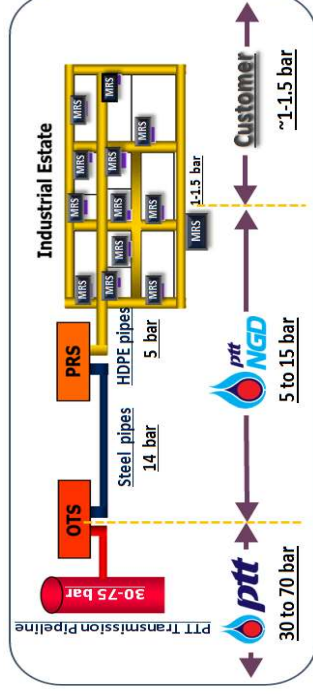 Industrial Estate
PTT Transmission Pipeline
30-75 bar
OTS
Steel pipes
14 bar
PRS
HDPE pipes
5 bar
MRS
MRS
MRS
MRS
MRS
MRS
MRS
MRS
MRS
MRS
MRS
MRS
MRS
1-1.5 bar
ptt
30 to 70 bar
ptt
NGD
5 to 15 bar
Customer
~1-1.5 bar